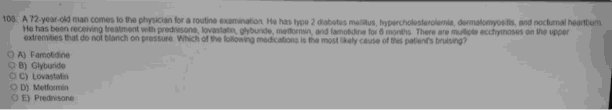 108. A 72-year-old man comes to the physician for a routine examination. He has type 2 diabetes mellitus, hypercholesterolemia, dermatomyositis, and nocturnal heartburn.
He has been receiving treatment with prednisone, lovastatin, glyburide, metformin, and famotidine for 6 months. There are multiple ecchymoses on the upper
extremities that do not blanch on pressure. Which of the following medications is the most likely cause of this patient's bruising?
A) Famotidine
B) Glyburide
C) Lovastatin
D) Metformin
E) Prednisone